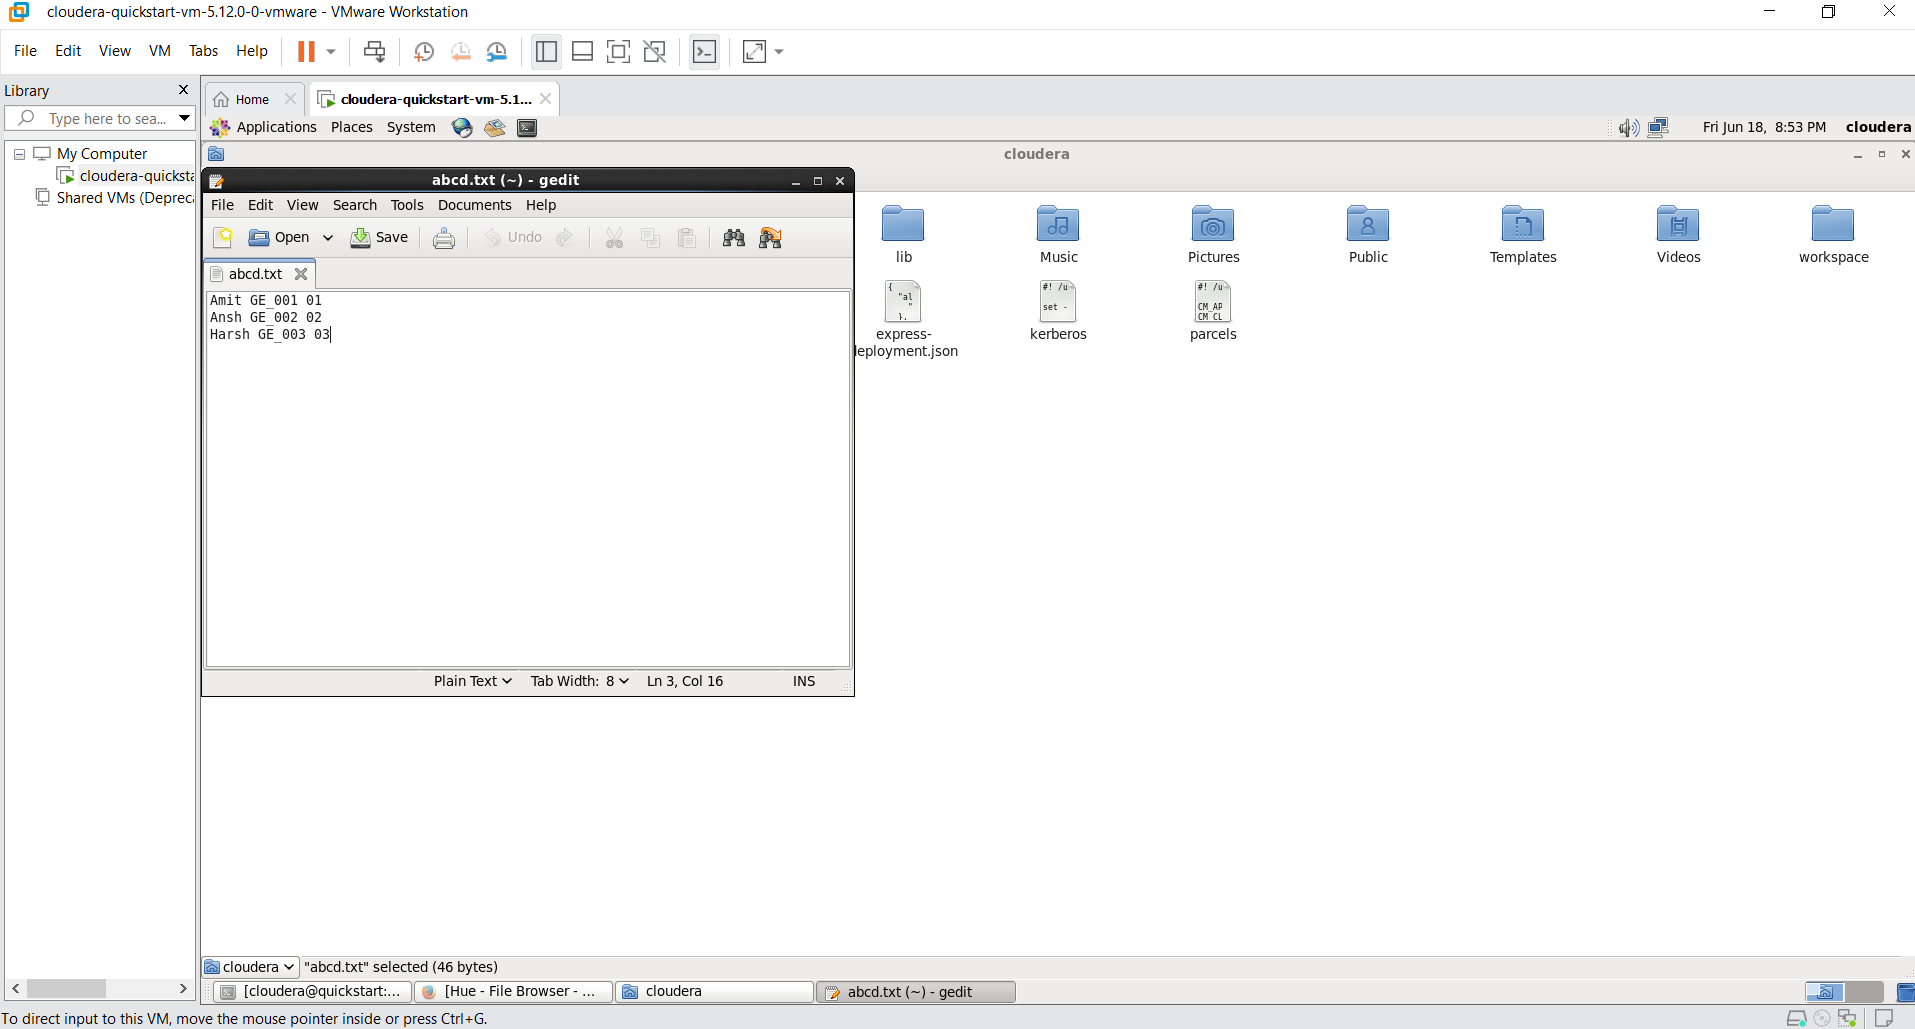 cloudera-quickstart-vm-5.12.0-0-vmware - VMware Workstation
File Edit View VM Tabs Help
Library
Type here to sea...
My Computer
cloudera-quicksta
Shared VMs (Depreca
Home
cloudera-quickstart-vm-5.1...
Applications Places System
Fri Jun 18, 8:53 PM cloudera
cloudera
abcd.txt (~) - gedit
File Edit View Search Tools Documents Help
Open Save Undo
abcd.txt
Amit GE_001 01
Ansh GE_002 02
Harsh GE_003 03
Plain Text Tab Width: 8 Ln 3, Col 16 INS
lib Music Pictures Public Templates Videos workspace
{
"al
"
},
#! /u
set -
#! /u
CM_AP
CM_CL
express-
deployment.json
kerberos
parcels
cloudera "abcd.txt" selected (46 bytes)
[cloudera@quickstart:... [Hue - File Browser - ... cloudera abcd.txt (~) - gedit
To direct input to this VM, move the mouse pointer inside or press Ctrl+G.